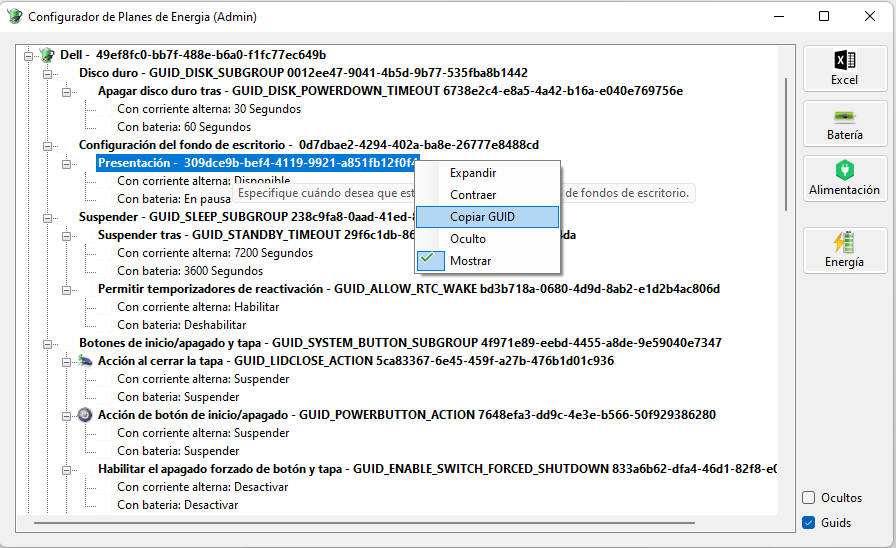 Configurador de Planes de Energia (Admin)
Dell - 49ef8fc0-bb7f-488e-b6a0-f1fc77ec649b
Disco duro - GUID_DISK_SUBGROUP 0012ee47-9041-4b5d-9b77-535fba8b1442
Apagar disco duro tras - GUID_DISK_POWERDOWN_TIMEOUT 6738e2c4-e8a5-4a42-b16a-e040e769756e
Con corriente alterna: 30 Segundos
Con bateria: 60 Segundos
Configuración del fondo de escritorio - 0d7dbae2-4294-402a-ba8e-26777e8488cd
Presentación - 309dce9b-bef4-4119-9921-a851fb12f0f4
Con corriente alterna: Disponible
Con bateria: En pausa
Especifique cuándo desea que est
de fondos de escritorio.
Suspender - GUID_SLEEP_SUBGROUP 238c9fa8-0aad-41ed-8
Suspender tras - GUID_STANDBY_TIMEOUT 29f6c1db-86
da
Con corriente alterna: 7200 Segundos
Con bateria: 3600 Segundos
Permitir temporizadores de reactivación - GUID_ALLOW_RTC_WAKE bd3b718a-0680-4d9d-8ab2-e1d2b4ac806d
Con corriente alterna: Habilitar
Con bateria: Deshabilitar
Botones de inicio/apagado y tapa - GUID_SYSTEM_BUTTON_SUBGROUP 4f971e89-eebd-4455-a8de-9e59040e7347
Acción al cerrar la tapa - GUID_LIDCLOSE_ACTION 5ca83367-6e45-459f-a27b-476b1d01c936
Con corriente alterna: Suspender
Con bateria: Suspender
Acción de botón de inicio/apagado - GUID_POWERBUTTON_ACTION 7648efa3-dd9c-4e3e-b566-50f929386280
Con corriente alterna: Suspender
Con bateria: Suspender
Habilitar el apagado forzado de botón y tapa - GUID_ENABLE_SWITCH_FORCED_SHUTDOWN 833a6b62-dfa4-46d1-82f8-e0
Con corriente alterna: Desactivar
Con bateria: Desactivar
Expandir
Contraer
Copiar GUID
Oculto
Mostrar
Excel
Batería
Alimentación
Energía
Ocultos
Guids